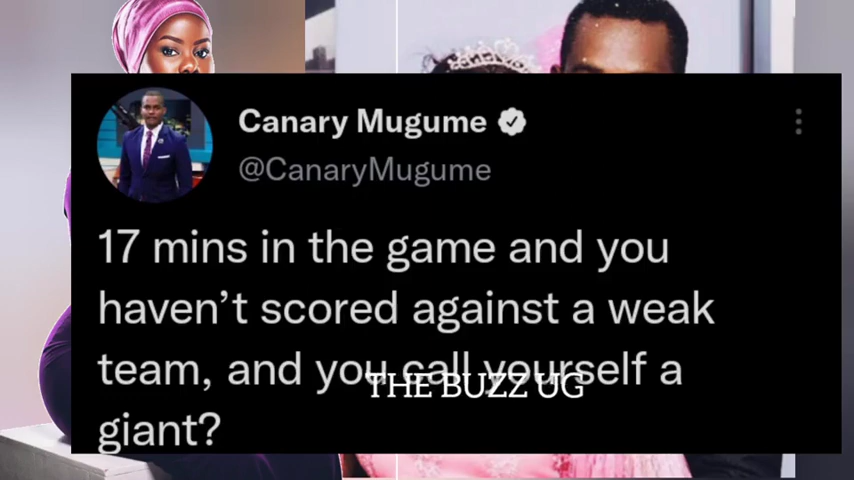 Canary Mugume
@CanaryMugume
17 mins in the game and you
haven’t scored against a weak
team, and you call yourself a
THE BUZZ UG
giant?